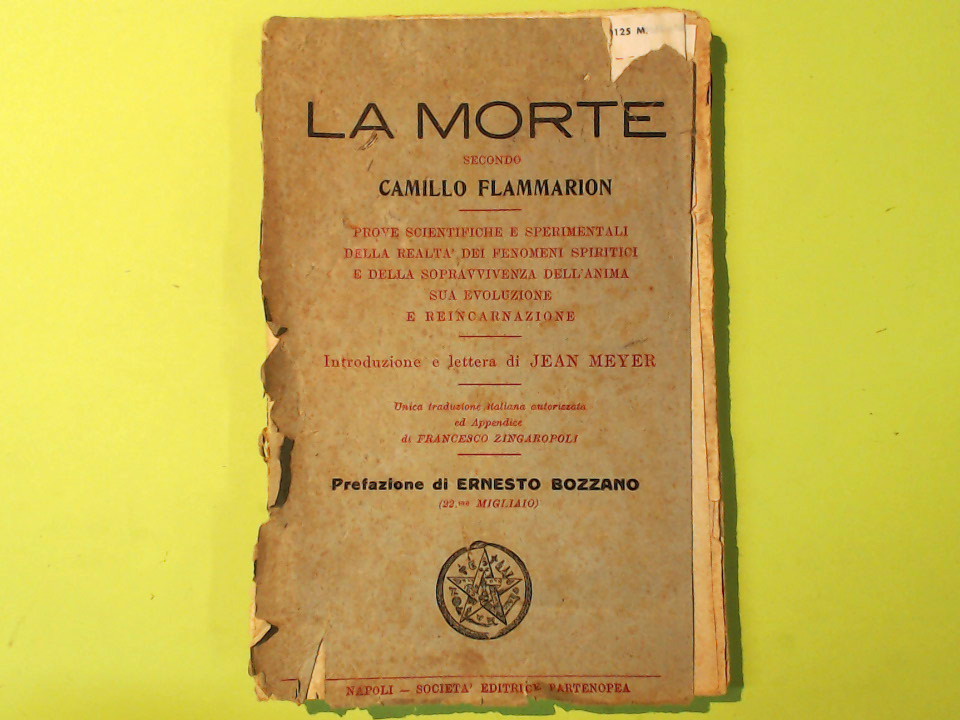 125 M.
LA MORTE
SECONDO
CAMILLO FLAMMARION
PROVE SCIENTIFICHE E SPERIMENTALI
DELLA REALTA' DEI FENOMENI SPIRITICI
E DELLA SOPRAVVIVENZA DELL'ANIMA
SUA EVOLUZIONE
E REINCARNAZIONE
Introduzione e lettera di JEAN MEYER
Unica traduzione italiana autorizzata
ed Appendice
di FRANCESCO ZINGAROPOLI
Prefazione di ERNESTO BOZZANO
(22.mo MIGLIAIO)
NAPOLI — SOCIETA' EDITRICE PARTENOPEA